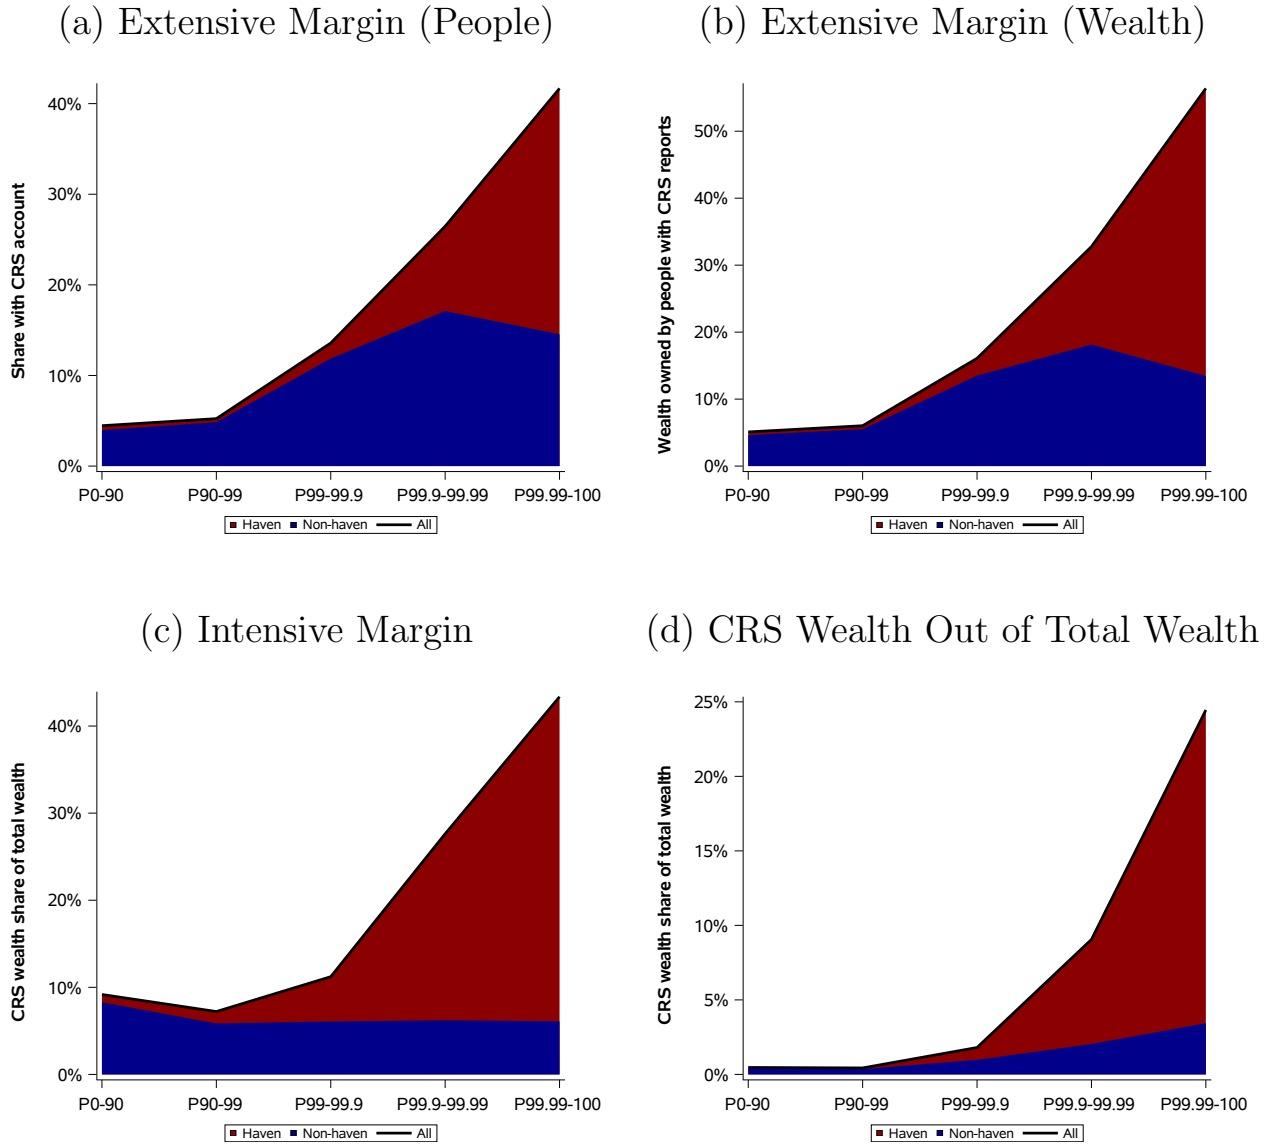 (a) Extensive Margin (People)
Share with CRS account
40%
30%
20%
10%
0%
P0-90 P90-99 P99-99.9 P99.9-99.99 P99.99-100
Haven Non-haven All
(b) Extensive Margin (Wealth)
Wealth owned by people with CRS reports
50%
40%
30%
20%
10%
0%
P0-90 P90-99 P99-99.9 P99.9-99.99 P99.99-100
Haven Non-haven All
(c) Intensive Margin
CRS wealth share of total wealth
40%
30%
20%
10%
0%
P0-90 P90-99 P99-99.9 P99.9-99.99 P99.99-100
Haven Non-haven All
(d) CRS Wealth Out of Total Wealth
CRS wealth share of total wealth
25%
20%
15%
10%
5%
0%
P0-90 P90-99 P99-99.9 P99.9-99.99 P99.99-100
Haven Non-haven All